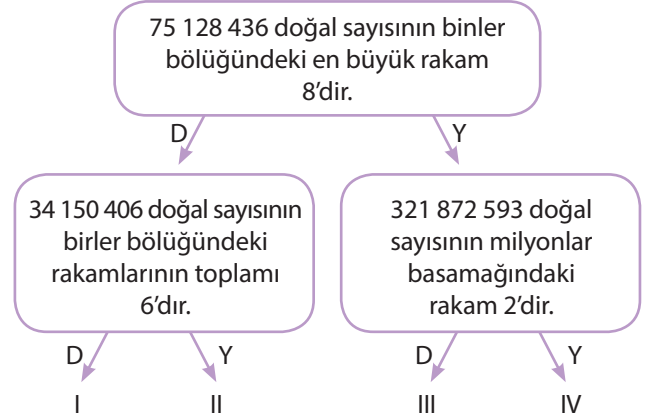 75 128 436 doğal sayısının binler
bölüğündeki en büyük rakam
8’dir.
D
Y
34 150 406 doğal sayısının
birler bölüğündeki
rakamlarının toplamı
6’dır.
321 872 593 doğal
sayısının milyonlar
basamağındaki
rakam 2’dir.
D
Y
D
Y
I
II
III
IV